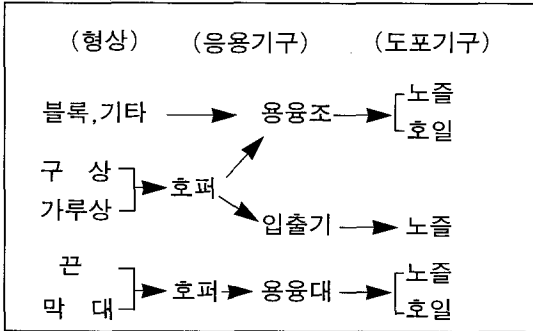 (형상) (응용기구) (도포기구)
노즐
블록,기타 용융조
호일
구 상
호퍼
가루상
입출기 노즐
끈 노즐
호퍼 용융대
막 대 호일